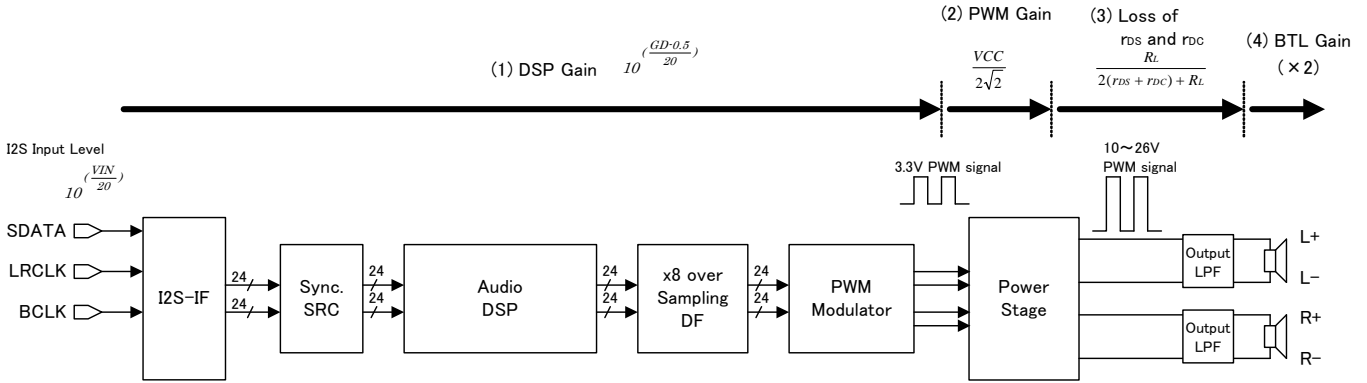 (2) PWM Gain
(3) Loss of
rDS and rDC
(4) BTL Gain
(×2)
(1) DSP Gain 10^(GD-0.5/20)
VCC
2√2
RL
2(rDS + rDC) + RL
I2S Input Level
10^(VIN/20)
3.3V PWM signal
10～26V
PWM signal
SDATA
LRCLK
BCLK
I2S-IF
24
24
Sync.
SRC
24
24
Audio
DSP
24
24
x8 over
Sampling
DF
24
24
PWM
Modulator
Power
Stage
Output
LPF
L+
L-
Output
LPF
R+
R-